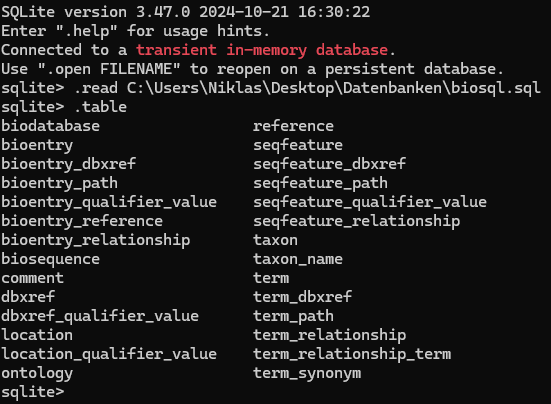 SQLite version 3.47.0 2024-10-21 16:30:22
Enter ".help" for usage hints.
Connected to a transient in-memory database.
Use ".open FILENAME" to reopen on a persistent database.
sqlite> .read C:\Users\Niklas\Desktop\Datenbanken\biosql.sql
sqlite> .table
biodatabase                 reference
bioentry                    seqfeature
bioentry_dbxref             seqfeature_dbxref
bioentry_path               seqfeature_path
bioentry_qualifier_value    seqfeature_qualifier_value
bioentry_reference          seqfeature_relationship
bioentry_relationship       taxon
biosequence                 taxon_name
comment                     term
dbxref                      term_dbxref
dbxref_qualifier_value      term_path
location                    term_relationship
location_qualifier_value    term_relationship_term
ontology                    term_synonym
sqlite>